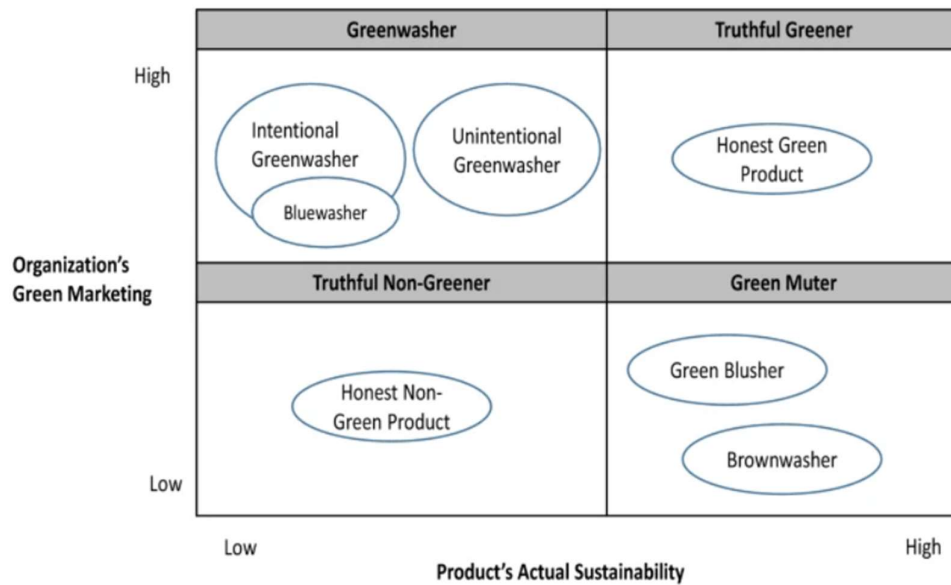 Greenwasher
Truthful Greener
High
Intentional
Greenwasher
Bluewasher
Unintentional
Greenwasher
Honest Green
Product
Organization's
Green Marketing
Truthful Non-Greener
Green Muter
Honest Non-
Green Product
Green Blusher
Brownwasher
Low
Low
High
Product's Actual Sustainability